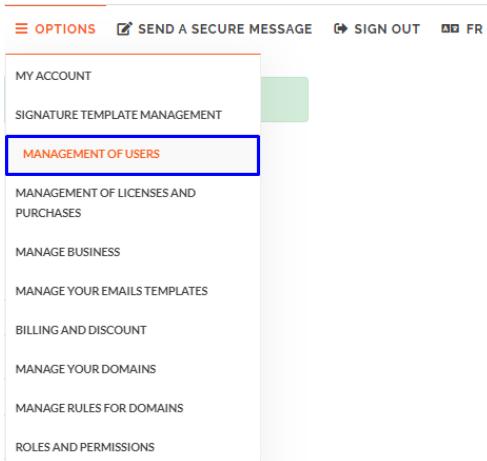 OPTIONS SEND A SECURE MESSAGE SIGN OUT FR
MY ACCOUNT
SIGNATURE TEMPLATE MANAGEMENT
MANAGEMENT OF USERS
MANAGEMENT OF LICENSES AND
PURCHASES
MANAGE BUSINESS
MANAGE YOUR EMAILS TEMPLATES
BILLING AND DISCOUNT
MANAGE YOUR DOMAINS
MANAGE RULES FOR DOMAINS
ROLES AND PERMISSIONS